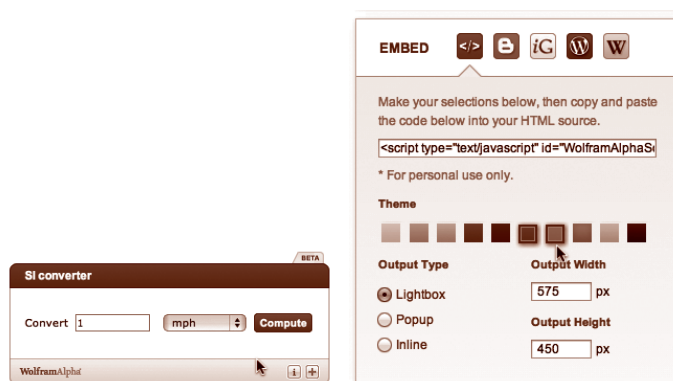 BETA
SI converter
Convert 1 mph Compute
WolframAlpha
EMBED </> B iG W W
Make your selections below, then copy and paste
the code below into your HTML source.
<script type="text/javascript" id="WolframAlphaSc
* For personal use only.
Theme
Output Type
Lightbox
Popup
Inline
Output Width
575 px
Output Height
450 px